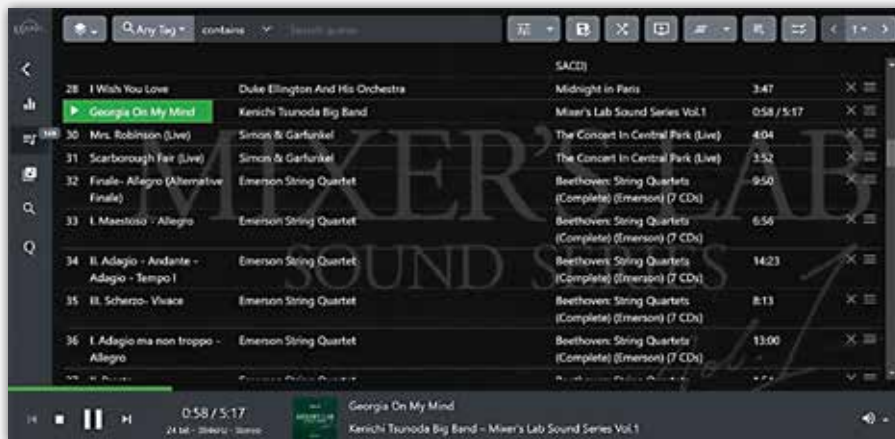 Any Tag contains
SACD)
28 I Wish You Love Duke Ellington And His Orchestra Midnight in Paris 3:47
Georgia On My Mind Kenichi Tsunoda Big Band Mixer's Lab Sound Series Vol.1 0:58 / 5:17
30 Mrs. Robinson (Live) Simon & Garfunkel The Concert In Central Park (Live) 4:04
31 Scarborough Fair (Live) Simon & Garfunkel The Concert In Central Park (Live) 3:52
32 Finale- Allegro (Alternative Emerson String Quartet Beethoven: String Quartets 9:50
Finale) (Complete) (Emerson) (7 CDs)
33 I. Maestoso - Allegro Emerson String Quartet Beethoven: String Quartets 6:56
(Complete) (Emerson) (7 CDs)
34 II. Adagio - Andante - Emerson String Quartet Beethoven: String Quartets 14:23
Adagio - Tempo I (Complete) (Emerson) (7 CDs)
35 III. Scherzo- Vivace Emerson String Quartet Beethoven: String Quartets 8:13
(Complete) (Emerson) (7 CDs)
36 I. Adagio ma non troppo - Emerson String Quartet Beethoven: String Quartets 13:00
Allegro (Complete) (Emerson) (7 CDs)
MIXER'S LAB
SOUND SERIES
Vol. 1
0:58 / 5:17
24 bit - Stereo
Georgia On My Mind
Kenichi Tsunoda Big Band - Mixer's Lab Sound Series Vol.1